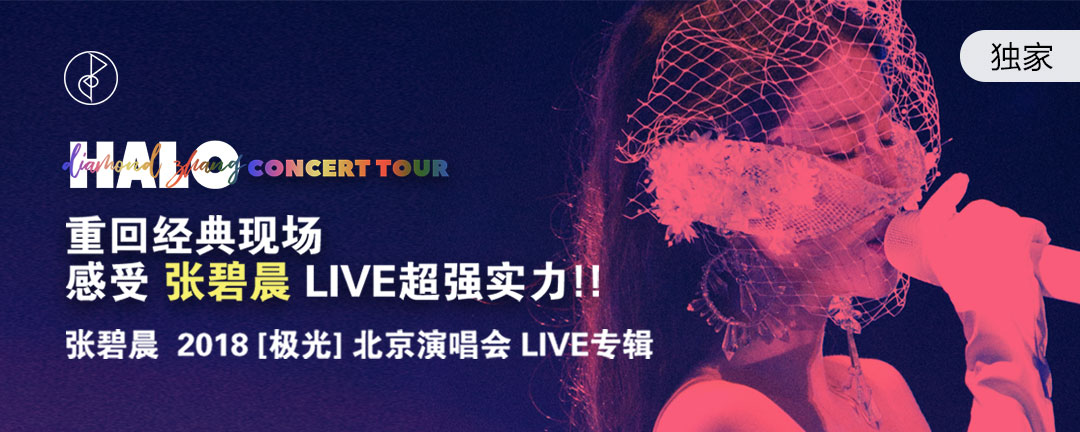 独家
HALO
diamond zhang CONCERT TOUR
重回经典现场
感受 张碧晨 LIVE超强实力!!
张碧晨 2018 [极光] 北京演唱会 LIVE专辑